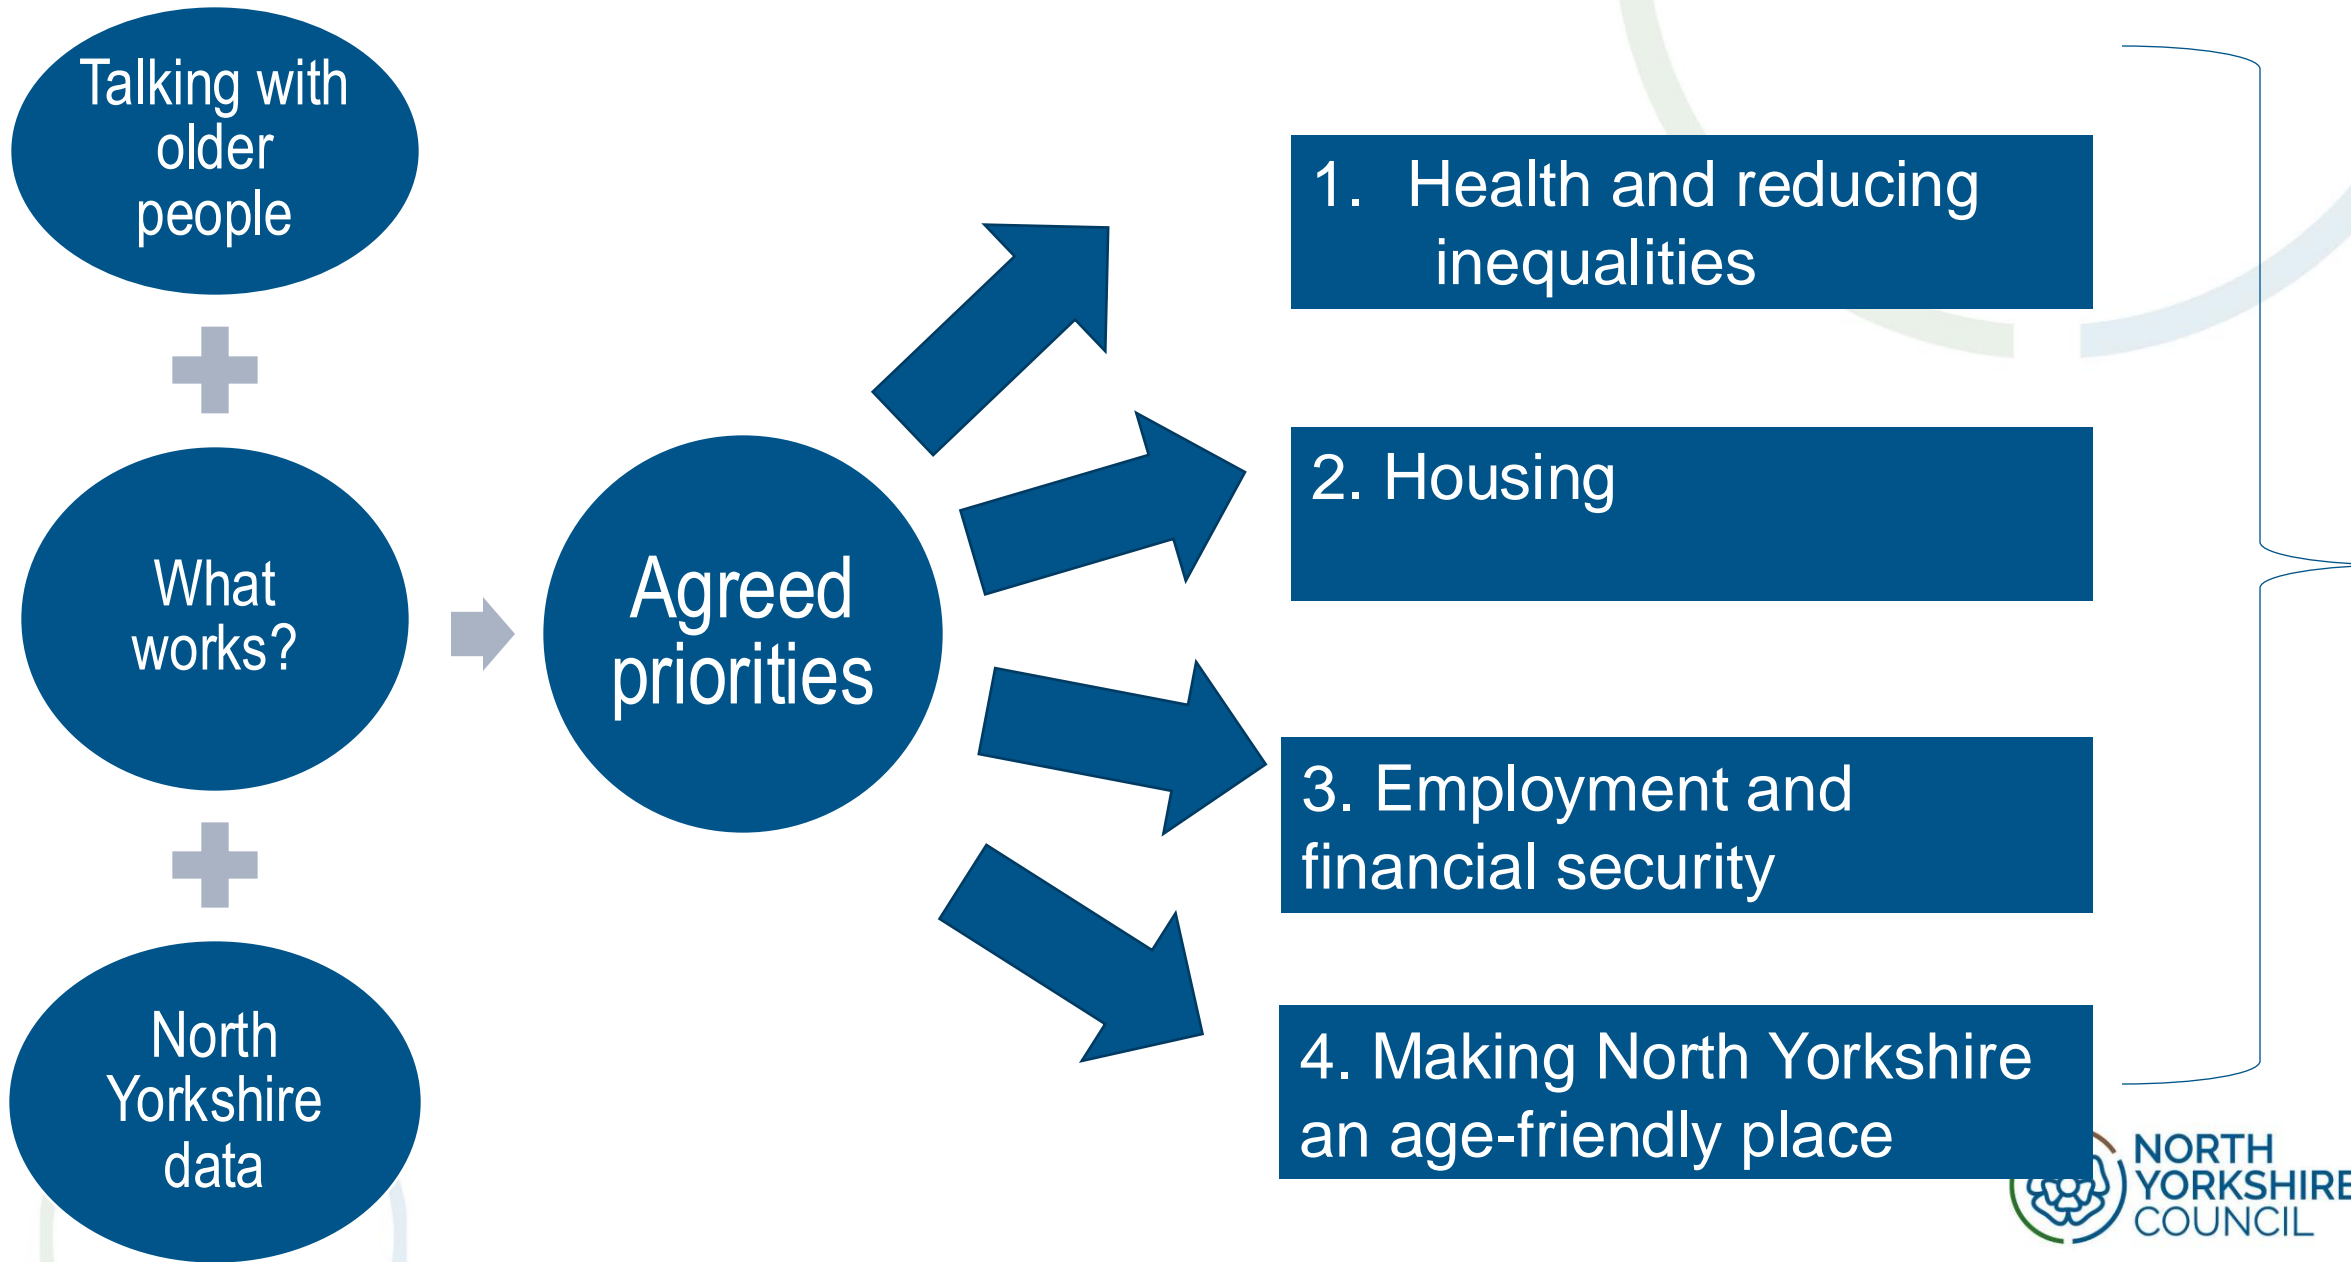 Talking with
older
people
What
works?
North
Yorkshire
data
Agreed
priorities
1. Health and reducing
inequalities
2. Housing
3. Employment and
financial security
4. Making North Yorkshire
an age-friendly place
NORTH
YORKSHIRE
COUNCIL